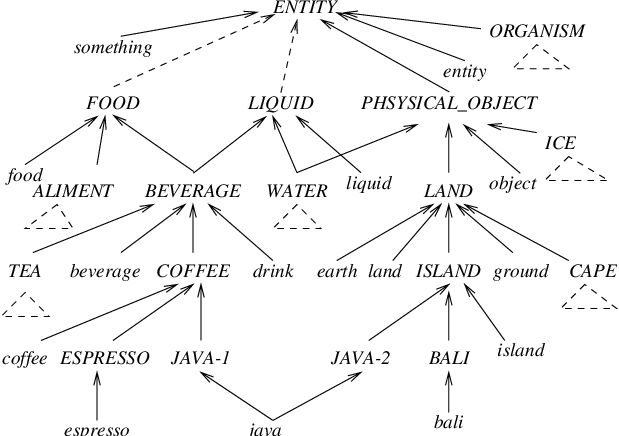 ENTITY
something
ORGANISM
entity
FOOD LIQUID PHSYSICAL_OBJECT
ICE
food
ALIMENT BEVERAGE WATER liquid LAND object
TEA beverage COFFEE drink earth land ISLAND ground CAPE
coffee ESPRESSO JAVA-1 JAVA-2 BALI island
espresso java bali